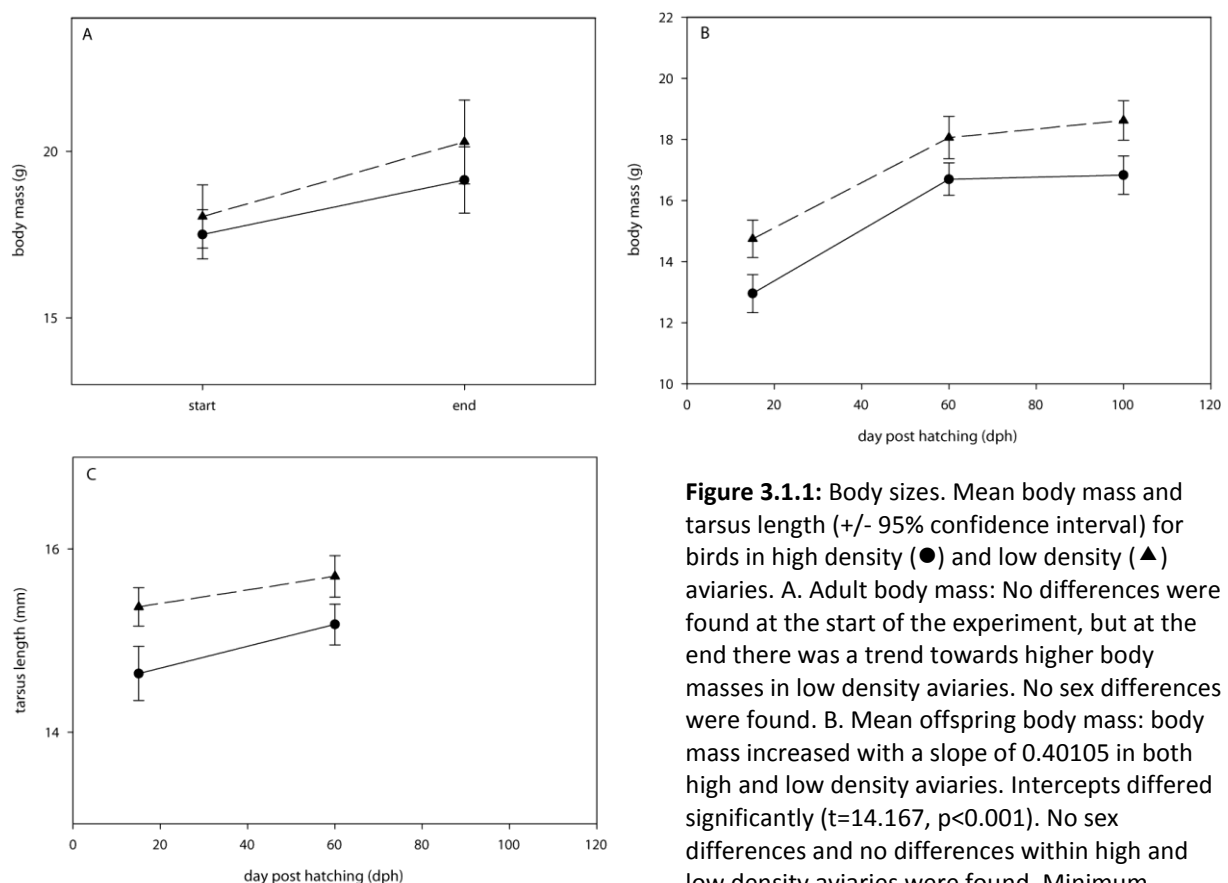 A
20
15
body mass (g)
start
end
B
22
20
18
16
14
12
10
body mass (g)
0
20
40
60
80
100
120
day post hatching (dph)
C
16
14
tarsus length (mm)
0
20
40
60
80
100
120
day post hatching (dph)
Figure 3.1.1: Body sizes. Mean body mass and
tarsus length (+/- 95% confidence interval) for
birds in high density (●) and low density (▲)
aviaries. A. Adult body mass: No differences were
found at the start of the experiment, but at the
end there was a trend towards higher body
masses in low density aviaries. No sex differences
were found. B. Mean offspring body mass: body
mass increased with a slope of 0.40105 in both
high and low density aviaries. Intercepts differed
significantly (t=14.167, p<0.001). No sex
differences and no differences within high and
low density aviaries were found. Minimum